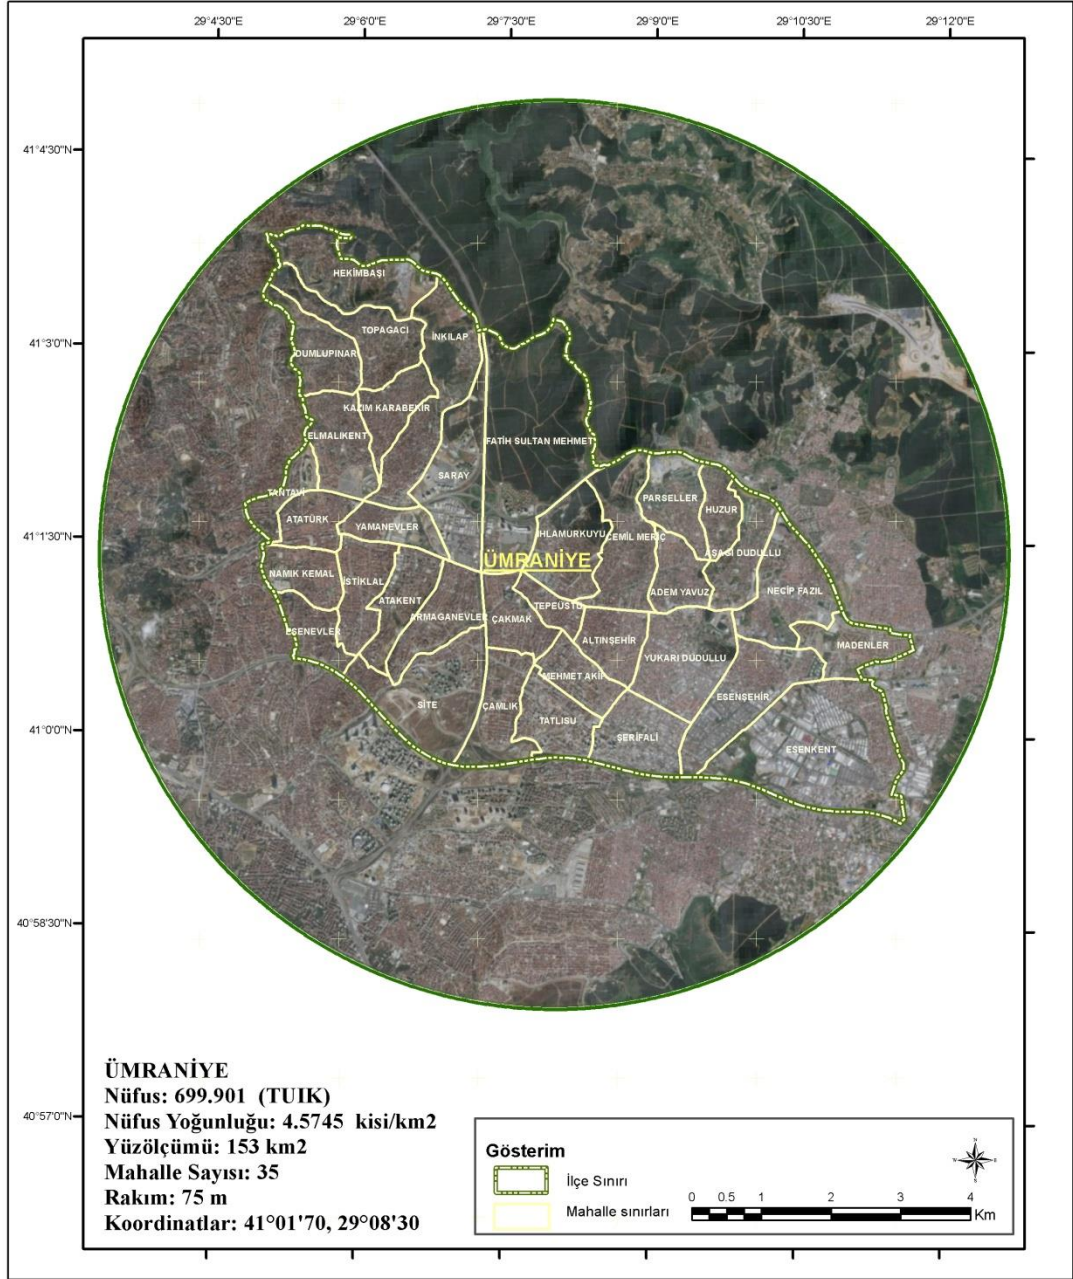 29°4'30"E 29°6'0"E 29°7'30"E 29°9'0"E 29°10'30"E 29°12'0"E
41°4'30"N
41°3'0"N
41°1'30"N
41°0'0"N
40°58'30"N
40°57'0"N
HEKİMBAŞI
TOPAGACI
İNKILAP
DUMLUPINAR
KAZIM KARABEKİR
ELMALIKENT
FATİH SULTAN MEHMET
SARAY
TANTAVİ
PARSELLER
HUZUR
ATATÜRK
YAMANEVLER
IHLAMURKUYU
CEMİL MERİÇ
AŞAGI DUDULLU
ÜMRANİYE
NAMIK KEMAL
İSTİKLAL
ATAKENT
ADEM YAVUZ
NECİP FAZIL
TEPEÜSTÜ
ARMAGANEVLER
ÇAKMAK
ESENEVLER
ALTINŞEHİR
MADENLER
YUKARI DUDULLU
MEHMET AKİF
ESENŞEHİR
SİTE
ÇAMLIK
TATLISU
ŞERİFALİ
ESENKENT
ÜMRANİYE
Nüfus: 699.901 (TUIK)
Nüfus Yoğunluğu: 4.5745 kisi/km2
Yüzölçümü: 153 km2
Mahalle Sayısı: 35
Rakım: 75 m
Koordinatlar: 41°01'70, 29°08'30
Gösterim
İlçe Sınırı
Mahalle sınırları
N
W E
S
0 0.5 1 2 3 4
Km